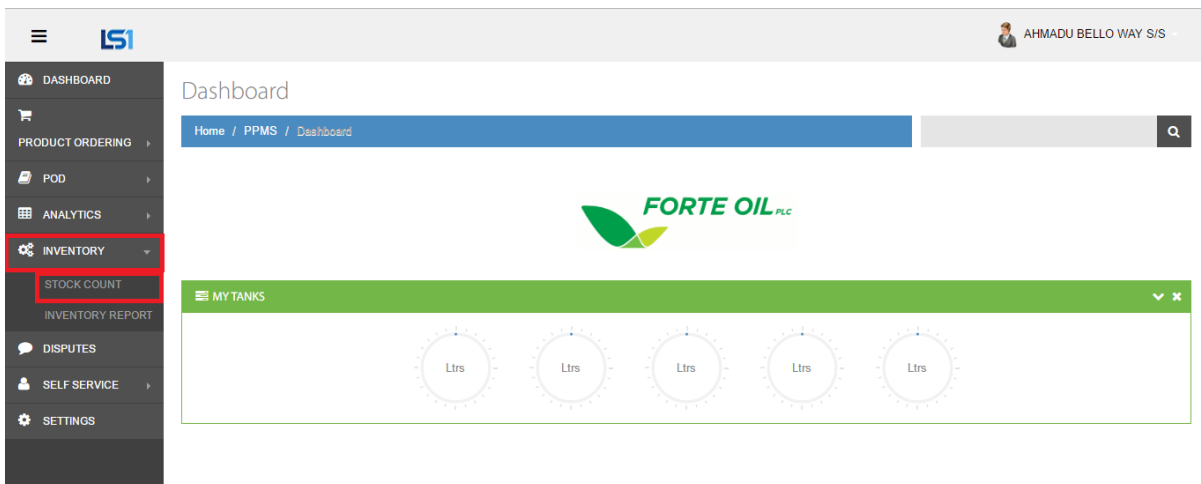 LS1
AHMADU BELLO WAY S/S
DASHBOARD
PRODUCT ORDERING
POD
ANALYTICS
INVENTORY
STOCK COUNT
INVENTORY REPORT
DISPUTES
SELF SERVICE
SETTINGS
Dashboard
Home / PPMS / Dashboard
FORTE OIL PLC
MY TANKS
Ltrs Ltrs Ltrs Ltrs Ltrs